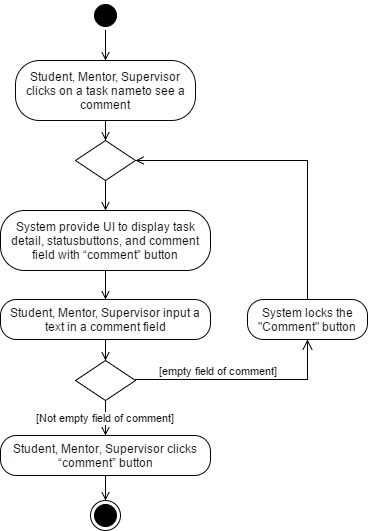 Student, Mentor, Supervisor
clicks on a task nameto see a
comment
System provide UI to display task
detail, statusbuttons, and comment
field with “comment” button
Student, Mentor, Supervisor input a
text in a comment field
System locks the
"Comment" button
[empty field of comment]
[Not empty field of comment]
Student, Mentor, Supervisor clicks
“comment” button